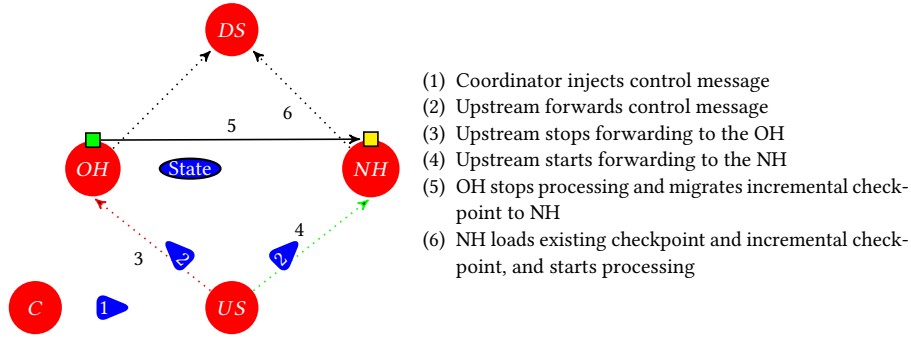 DS
6
5
OH
State
NH
4
3
2
2
C
1
US
(1) Coordinator injects control message
(2) Upstream forwards control message
(3) Upstream stops forwarding to the OH
(4) Upstream starts forwarding to the NH
(5) OH stops processing and migrates incremental check-
point to NH
(6) NH loads existing checkpoint and incremental check-
point, and starts processing